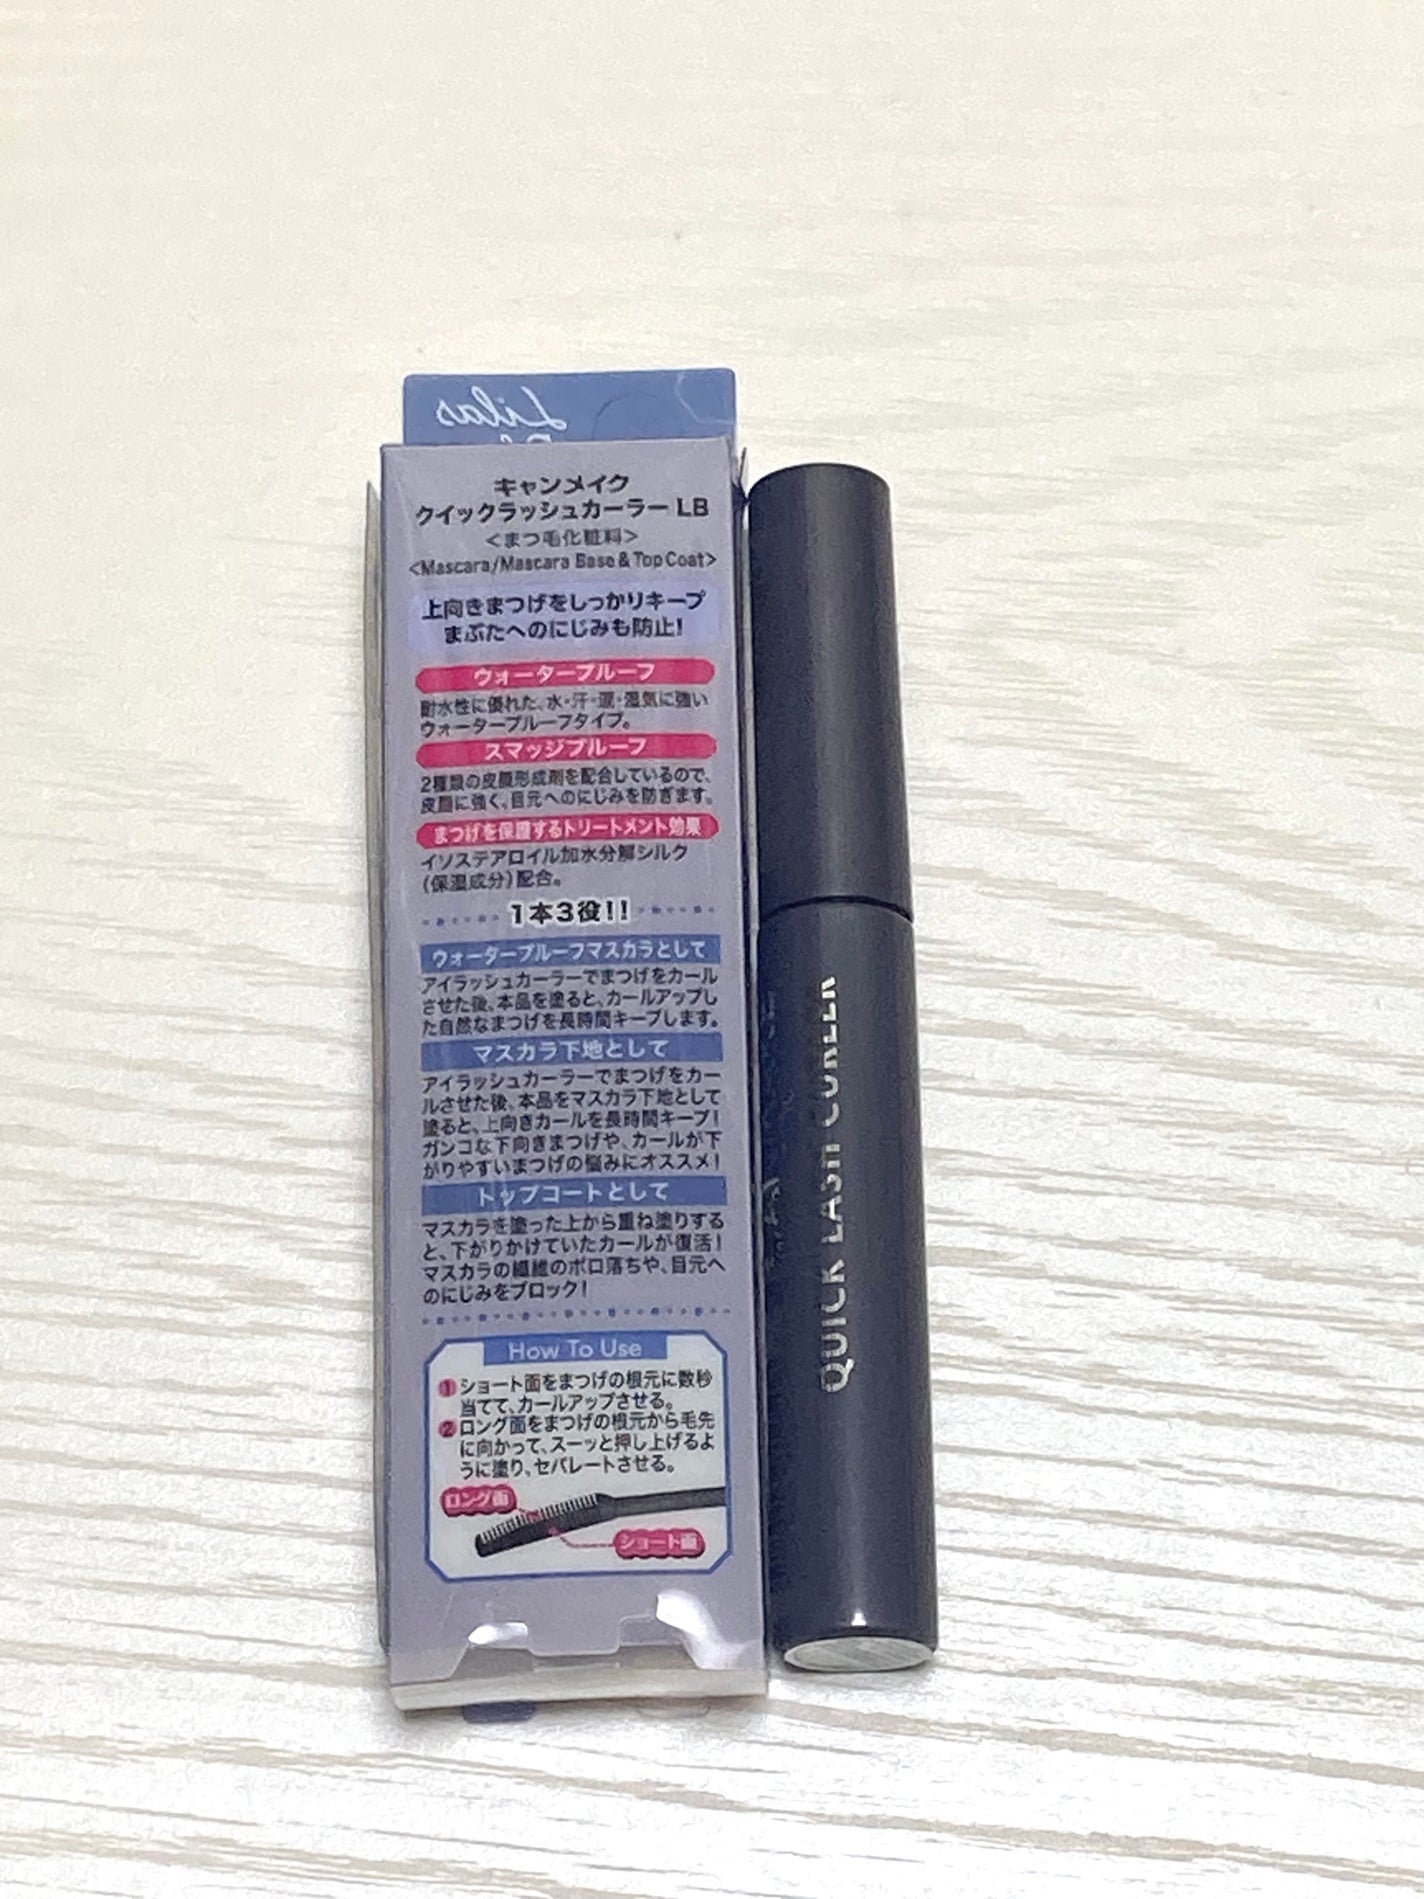 Lilas
キャンメイク
クイックラッシュカーラー LB
＜まつ毛化粧料＞
<Mascara/Mascara Base & Top Coat>
上向きまつげをしっかりキープ
まぶたへのにじみも防止!
ウォータープルーフ
耐水性に優れた、水・汗・涙・湿気に強い
ウォータープルーフタイプ。
スマッジプルーフ
2種類の皮膜形成剤を配合しているので、
皮脂に強く、目元へのにじみを防ぎます。
まつげを保護するトリートメント効果
イソステアロイル加水分解シルク
(保湿成分)配合。
1本3役!!
ウォータープルーフマスカラとして
アイラッシュカーラーでまつげをカール
させた後、本品を塗ると、カールアップし
た自然なまつげを長時間キープします。
マスカラ下地として
アイラッシュカーラーでまつげをカー
ルさせた後、本品をマスカラ下地として
塗ると、上向きカールを長時間キープ!
ガンコな下向きまつげや、カールが下
がりやすいまつげの悩みにオススメ!
トップコートとして
マスカラを塗った上から重ね塗りする
と、下がりかけていたカールが復活!
マスカラの繊維のポロ落ちや、目元へ
のにじみをブロック!
How To Use
1 ショート面をまつげの根元に数秒
当てて、カールアップさせる。
2 ロング面をまつげの根元から毛先
に向かって、スーッと押し上げるよ
うに塗り、セパレートさせる。
ロング面
ショート面
QUICK LASH CURLER